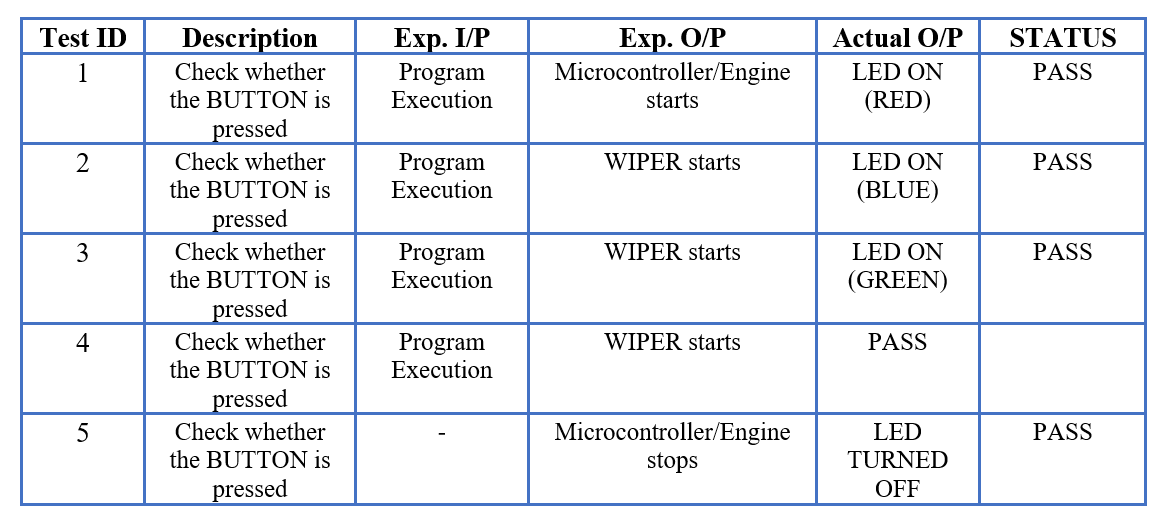 Test ID Description Exp. I/P Exp. O/P Actual O/P STATUS
1 Check whether Program Microcontroller/Engine LED ON PASS
the BUTTON is Execution starts (RED)
pressed
2 Check whether Program WIPER starts LED ON PASS
the BUTTON is Execution (BLUE)
pressed
3 Check whether Program WIPER starts LED ON PASS
the BUTTON is Execution (GREEN)
pressed
4 Check whether Program WIPER starts PASS
the BUTTON is Execution
pressed
5 Check whether - Microcontroller/Engine LED PASS
the BUTTON is stops TURNED
pressed OFF